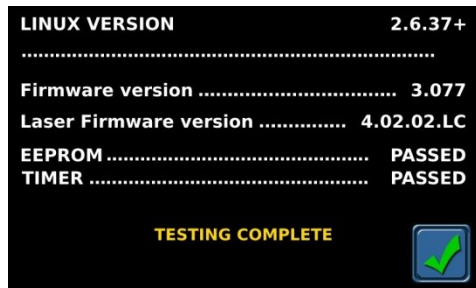 LINUX VERSION 2.6.37+
........................................................................
Firmware version .................................. 3.077
Laser Firmware version ............... 4.02.02.LC
EEPROM ............................................. PASSED
TIMER ................................................ PASSED
TESTING COMPLETE